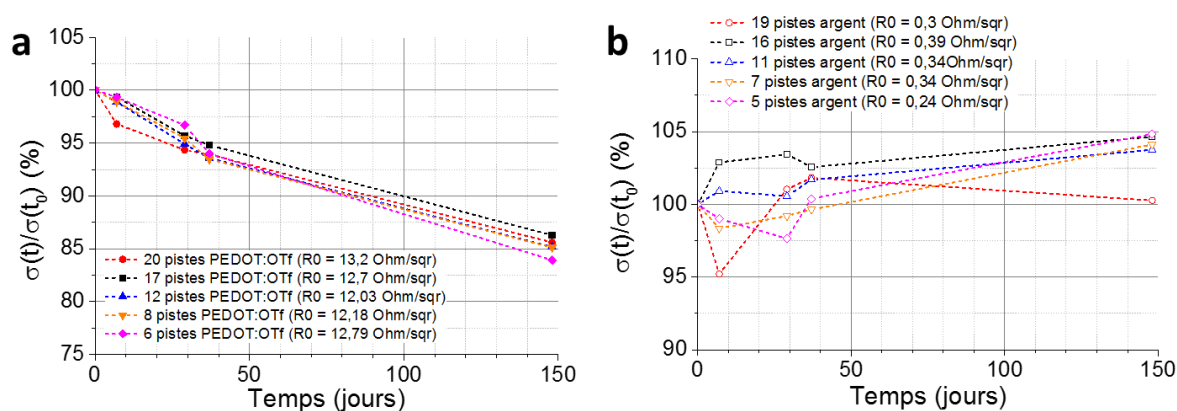 a
105
100
95
90
85
80
75
σ(t)/σ(t₀) (%)
20 pistes PEDOT:OTf (R0 = 13,2 Ohm/sqr)
17 pistes PEDOT:OTf (R0 = 12,7 Ohm/sqr)
12 pistes PEDOT:OTf (R0 = 12,03 Ohm/sqr)
8 pistes PEDOT:OTf (R0 = 12,18 Ohm/sqr)
6 pistes PEDOT:OTf (R0 = 12,79 Ohm/sqr)
0 50 100 150
Temps (jours)
b
19 pistes argent (R0 = 0,3 Ohm/sqr)
16 pistes argent (R0 = 0,39 Ohm/sqr)
11 pistes argent (R0 = 0,34Ohm/sqr)
7 pistes argent (R0 = 0,34 Ohm/sqr)
5 pistes argent (R0 = 0,24 Ohm/sqr)
110
105
100
95
90
σ(t)/σ(t₀) (%)
0 50 100 150
Temps (jours)